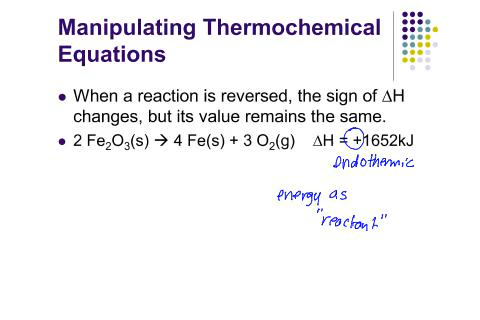 Manipulating Thermochemical
Equations
● When a reaction is reversed, the sign of ΔH
changes, but its value remains the same.
● 2 Fe₂O₃(s) → 4 Fe(s) + 3 O₂(g) ΔH = +1652kJ
endothermic
energy as
"reactant"